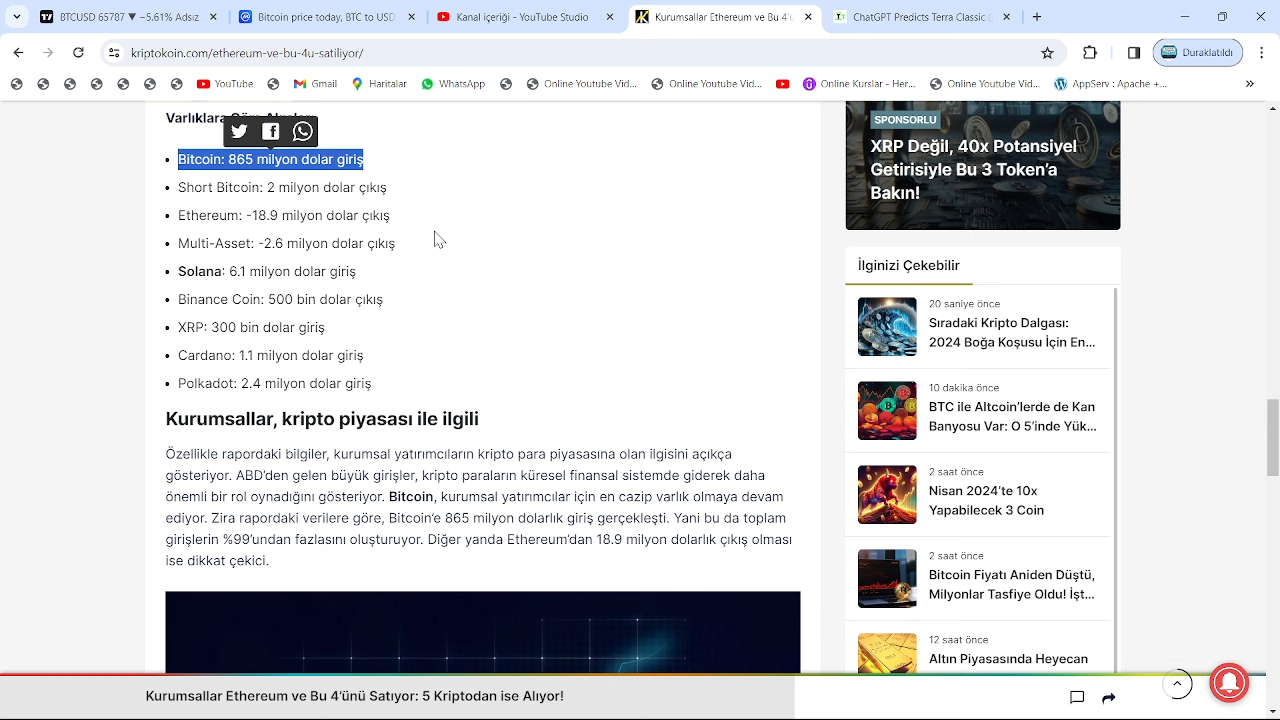 BTCUSD 65707 ▼ −5.61% Adsız
Bitcoin price today, BTC to USD
Kanal içeriği - YouTube Studio
Kurumsallar Ethereum ve Bu 4'ü
ChatGPT Predicts Terra Classic
kriptokoin.com/ethereum-ve-bu-4u-satiliyor/
Duraklatıldı
YouTube
Gmail
Haritalar
WhatsApp
Online Youtube Vid...
Online Youtube Vid...
Online Kurslar - Her...
Online Youtube Vid...
AppServ : Apache +...
Varlıklara
Bitcoin: 865 milyon dolar giriş
Short Bitcoin: 2 milyon dolar çıkış
Ethereum: -18.9 milyon dolar çıkış
Multi-Asset: -2.6 milyon dolar çıkış
Solana: 6.1 milyon dolar giriş
Binance Coin: 500 bin dolar çıkış
XRP: 300 bin dolar giriş
Cardano: 1.1 milyon dolar giriş
Polkadot: 2.4 milyon dolar giriş
Kurumsallar, kripto piyasası ile ilgili
Özellikle rapordaki bilgiler, kurumsal yatırımcıların kripto para piyasasına olan ilgisini açıkça
gösteriyor. ABD'den gelen büyük girişler, kripto paraların küresel finansal sistemde giderek daha
önemli bir rol oynadığını gösteriyor. Bitcoin, kurumsal yatırımcılar için en cazip varlık olmaya devam
ediyor. Zira rapordaki verilere göre, Bitcoin'e 865 milyon dolarlık giriş gerçekleşti. Yani bu da toplam
girişlerin %99'undan fazlasını oluşturuyor. Diğer yanda Ethereum'dan 18.9 milyon dolarlık çıkış olması
ise dikkat çekici.
SPONSORLU
XRP Değil, 40x Potansiyel
Getirisiyle Bu 3 Token'a
Bakın!
İlginizi Çekebilir
20 saniye önce
Sıradaki Kripto Dalgası:
2024 Boğa Koşusu İçin En...
10 dakika önce
BTC ile Altcoin'lerde de Kan
Banyosu Var: O 5'inde Yük...
2 saat önce
Nisan 2024'te 10x
Yapabilecek 3 Coin
2 saat önce
Bitcoin Fiyatı Aniden Düştü,
Milyonlar Tasfiye Oldu! İşt...
12 saat önce
Altın Piyasasında Heyecan
Kurumsallar Ethereum ve Bu 4'ünü Satıyor: 5 Kriptodan ise Alıyor!